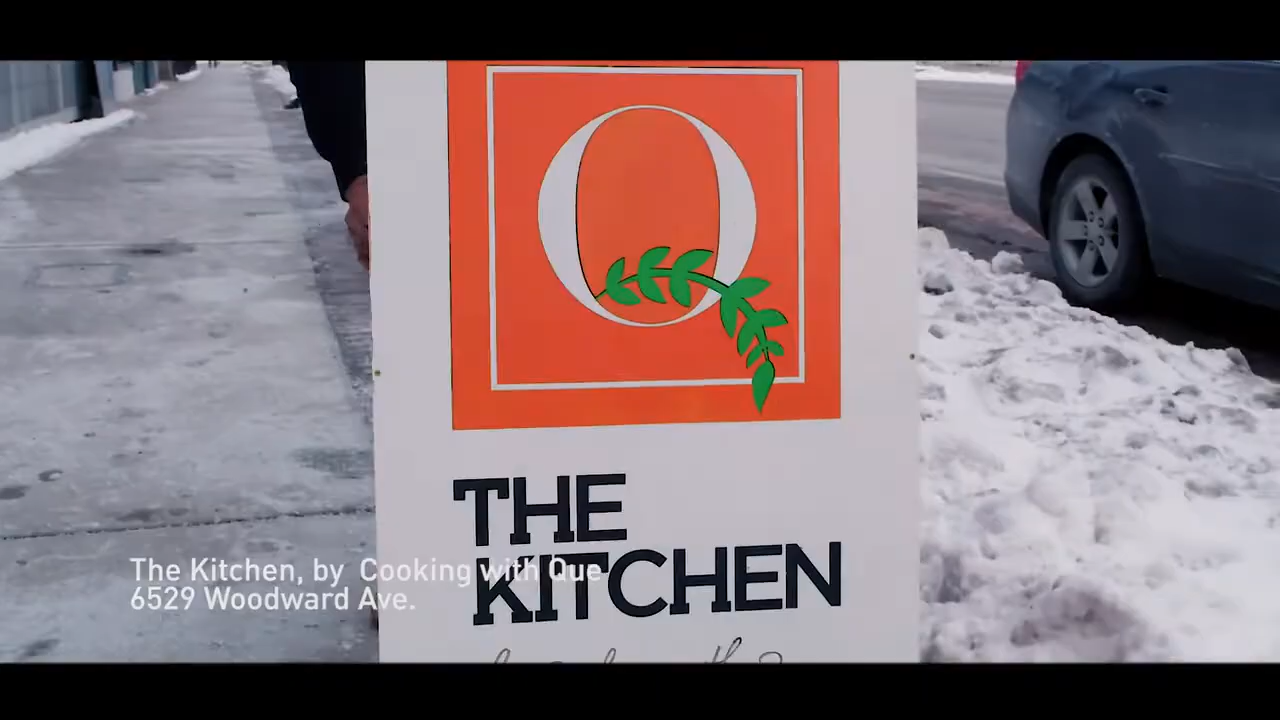 Q
THE
KITCHEN
The Kitchen, by Cooking with Que
6529 Woodward Ave.